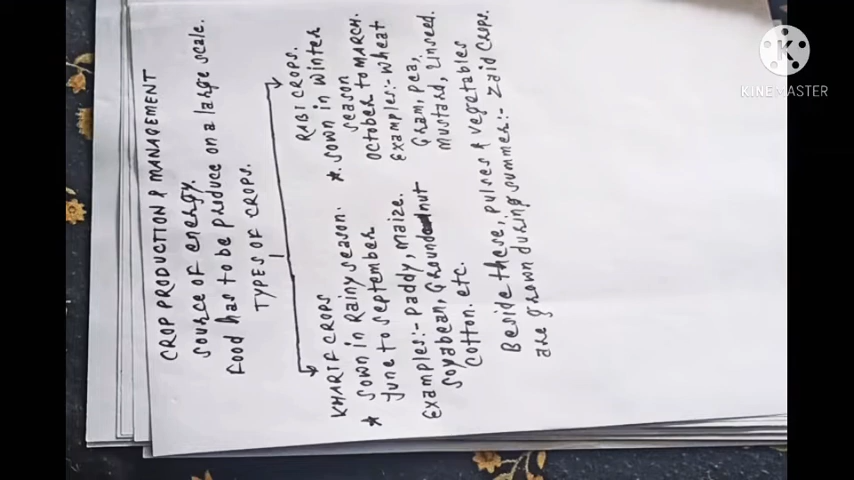 CROP PRODUCTION & MANAGEMENT
source of energy.
Food has to be produce on a large scale.
TYPES OF CROPS.
KHARIF CROPS
* sown in Rainy season.
June to september
Examples:- Paddy, maize.
soyabean, Groundnut
cotton. etc.
RABI CROPS.
*. sown in winter
season
October to MARCH.
Examples:- wheat
Gram, Pea,
mustard, Linseed.
Beside these, pulses & vegetables
are grown during summer:- zaid crops.
K
KINEMASTER